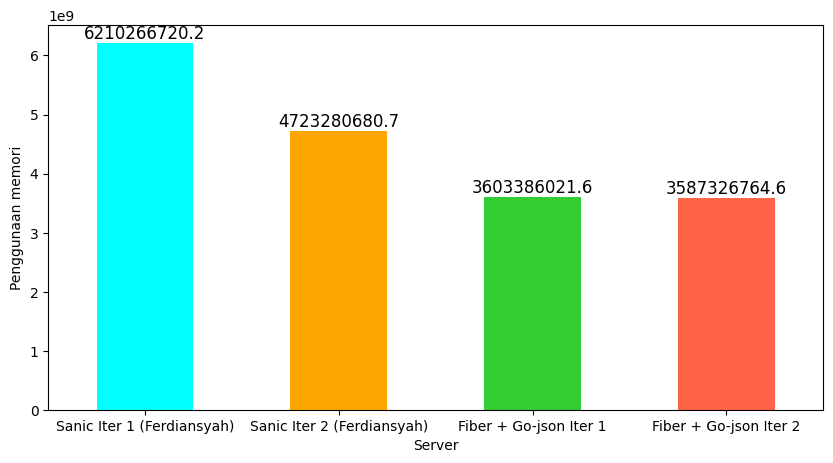 1e9
6210266720.2
4723280680.7
3603386021.6
3587326764.6
6
5
4
3
2
1
0
Penggunaan memori
Sanic Iter 1 (Ferdiansyah)
Sanic Iter 2 (Ferdiansyah)
Fiber + Go-json Iter 1
Fiber + Go-json Iter 2
Server